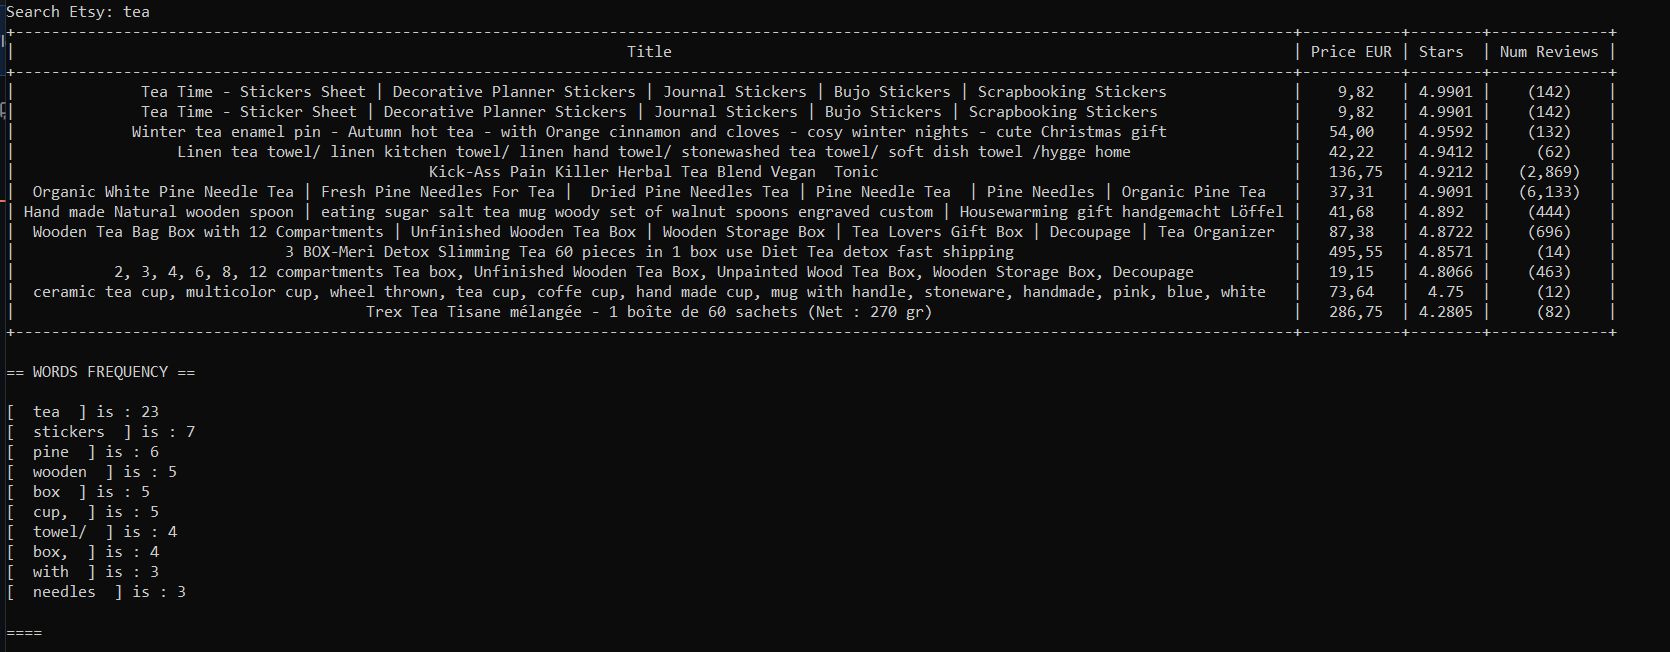 Search Etsy: tea
Title | Price EUR | Stars | Num Reviews |
Tea Time - Stickers Sheet | Decorative Planner Stickers | Journal Stickers | Bujo Stickers | Scrapbooking Stickers | 9,82 | 4.9901 | (142) |
Tea Time - Sticker Sheet | Decorative Planner Stickers | Journal Stickers | Bujo Stickers | Scrapbooking Stickers | 9,82 | 4.9901 | (142) |
Winter tea enamel pin - Autumn hot tea - with Orange cinnamon and cloves - cosy winter nights - cute Christmas gift | 54,00 | 4.9592 | (132) |
Linen tea towel/ linen kitchen towel/ linen hand towel/ stonewashed tea towel/ soft dish towel /hygge home | 42,22 | 4.9412 | (62) |
Kick-Ass Pain Killer Herbal Tea Blend Vegan  Tonic | 136,75 | 4.9212 | (2,869) |
Organic White Pine Needle Tea | Fresh Pine Needles For Tea |  Dried Pine Needles Tea | Pine Needle Tea  | Pine Needles | Organic Pine Tea | 37,31 | 4.9091 | (6,133) |
Hand made Natural wooden spoon | eating sugar salt tea mug woody set of walnut spoons engraved custom | Housewarming gift handgemacht Löffel | 41,68 | 4.892 | (444) |
Wooden Tea Bag Box with 12 Compartments | Unfinished Wooden Tea Box | Wooden Storage Box | Tea Lovers Gift Box | Decoupage | Tea Organizer | 87,38 | 4.8722 | (696) |
3 BOX-Meri Detox Slimming Tea 60 pieces in 1 box use Diet Tea detox fast shipping | 495,55 | 4.8571 | (14) |
2, 3, 4, 6, 8, 12 compartments Tea box, Unfinished Wooden Tea Box, Unpainted Wood Tea Box, Wooden Storage Box, Decoupage | 19,15 | 4.8066 | (463) |
ceramic tea cup, multicolor cup, wheel thrown, tea cup, coffe cup, hand made cup, mug with handle, stoneware, handmade, pink, blue, white | 73,64 | 4.75 | (12) |
Trex Tea Tisane mélangée - 1 boîte de 60 sachets (Net : 270 gr) | 286,75 | 4.2805 | (82) |
== WORDS FREQUENCY ==
[  tea  ] is : 23
[  stickers  ] is : 7
[  pine  ] is : 6
[  wooden  ] is : 5
[  box  ] is : 5
[  cup,  ] is : 5
[  towel/  ] is : 4
[  box,  ] is : 4
[  with  ] is : 3
[  needles  ] is : 3
====